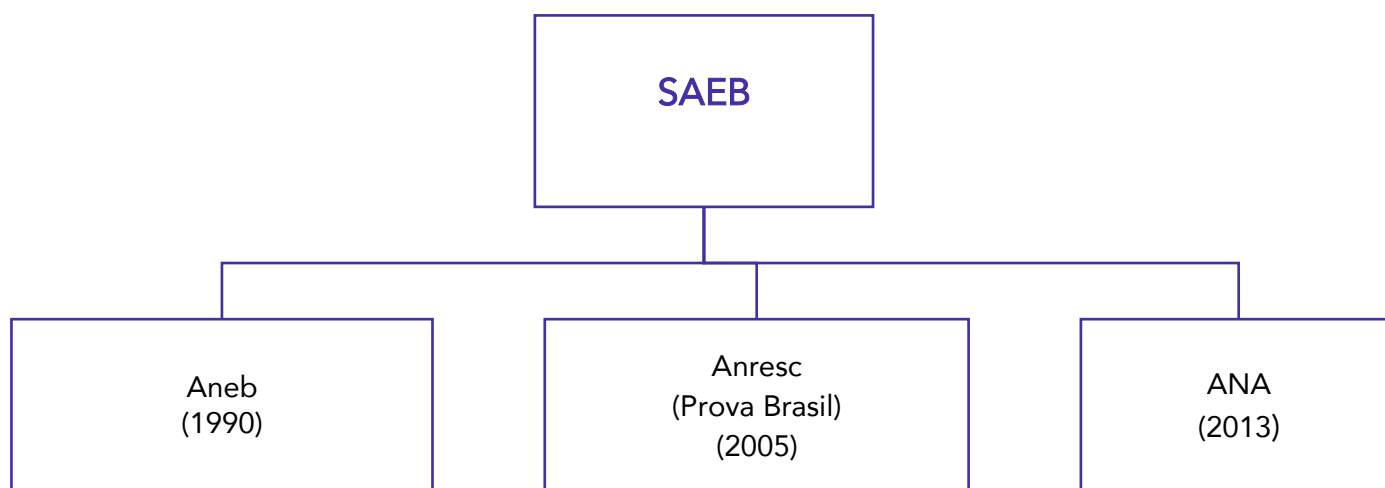 SAEB
Aneb
(1990)
Anresc
(Prova Brasil)
(2005)
ANA
(2013)